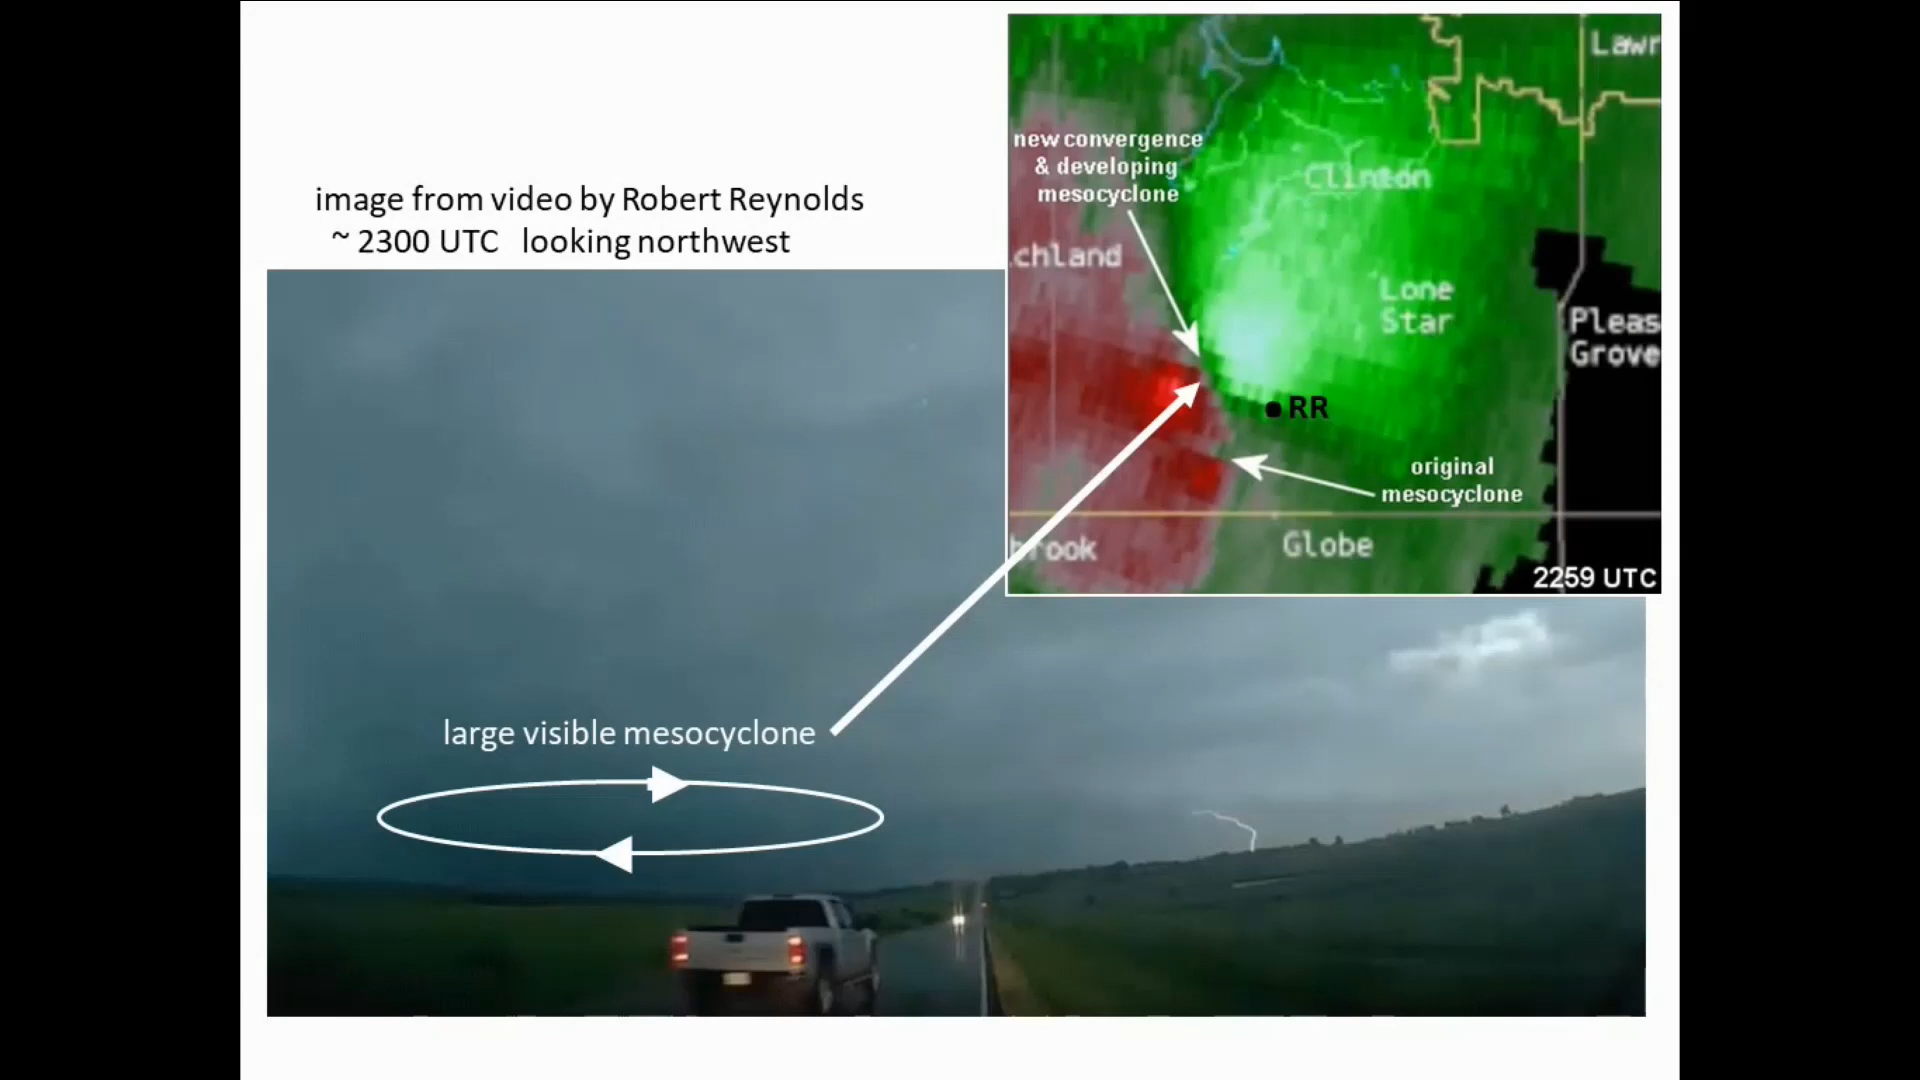 image from video by Robert Reynolds
~ 2300 UTC looking northwest
Lawr
new convergence
& developing
mesocyclone
Clinton
chland
Lone
Star
Pleas
Grove
RR
original
mesocyclone
brook
Globe
2259 UTC
large visible mesocyclone